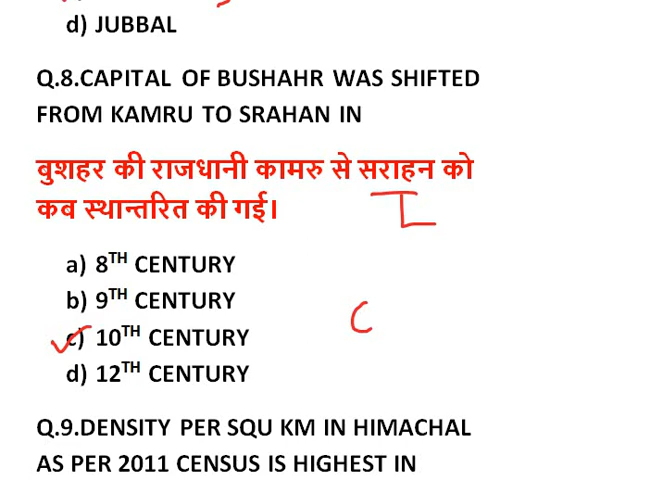 d) JUBBAL
Q.8.CAPITAL OF BUSHAHR WAS SHIFTED
FROM KAMRU TO SRAHAN IN
वुशहर की राजधानी कामरु से सराहन को
कब स्थान्तरित की गई।
a) 8TH CENTURY
b) 9TH CENTURY
c) 10TH CENTURY
C
d) 12TH CENTURY
Q.9.DENSITY PER SQU KM IN HIMACHAL
AS PER 2011 CENSUS IS HIGHEST IN